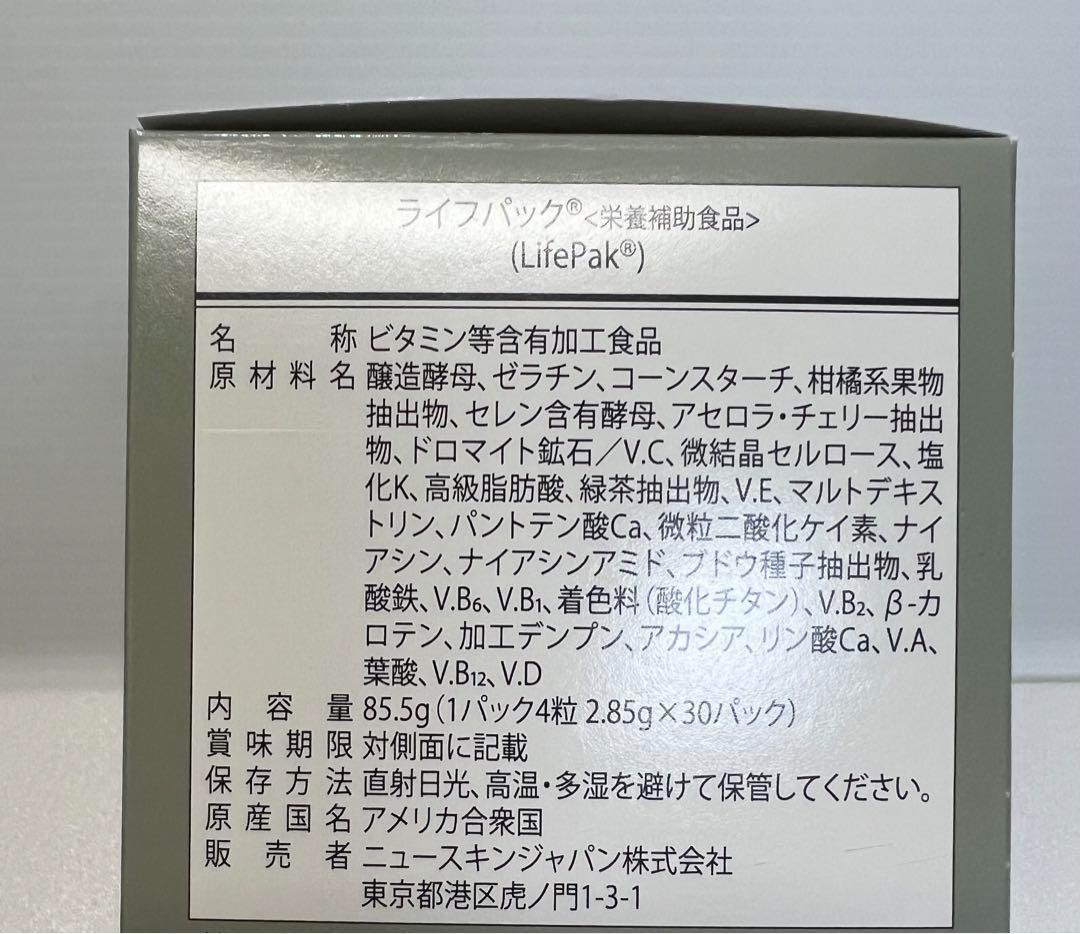 ライフパック®<栄養補助食品>
(LifePak®)
名称 ビタミン等含有加工食品
原材料名 醸造酵母、ゼラチン、コーンスターチ、柑橘系果物
抽出物、セレン含有酵母、アセロラ・チェリー抽出
物、ドロマイト鉱石/V.C、微結晶セルロース、塩
化K、高級脂肪酸、緑茶抽出物、V.E、マルトデキス
トリン、パントテン酸Ca、微粒二酸化ケイ素、ナイ
アシン、ナイアシンアミド、ブドウ種子抽出物、乳
酸鉄、V.B₆、V.B₁、着色料(酸化チタン)、V.B₂、β-カ
ロテン、加工デンプン、アカシア、リン酸Ca、V.A、
葉酸、V.B₁₂、V.D
内容量 85.5g(1パック4粒 2.85g×30パック)
賞味期限 対側面に記載
保存方法 直射日光、高温・多湿を避けて保管してください。
原産国名 アメリカ合衆国
販売者 ニュースキンジャパン株式会社
東京都港区虎ノ門1-3-1